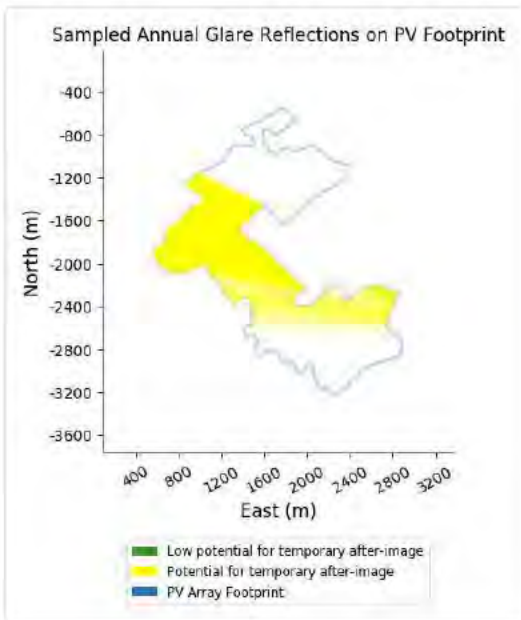 Sampled Annual Glare Reflections on PV Footprint
-400
-800
-1200
-1600
-2000
-2400
-2800
-3200
-3600
North (m)
400
800
1200
1600
2000
2400
2800
3200
East (m)
Low potential for temporary after-image
Potential for temporary after-image
PV Array Footprint